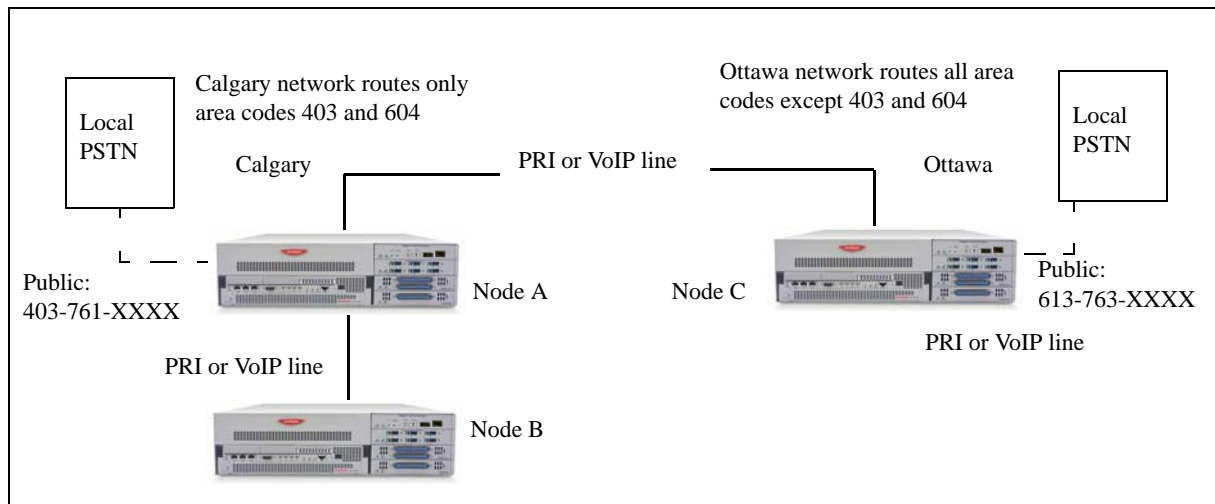 Calgary network routes only
area codes 403 and 604
Ottawa network routes all area
codes except 403 and 604
Local
PSTN
Local
PSTN
Calgary
PRI or VoIP line
Ottawa
Public:
403-761-XXXX
Node A
Node C
Public:
613-763-XXXX
PRI or VoIP line
PRI or VoIP line
Node B